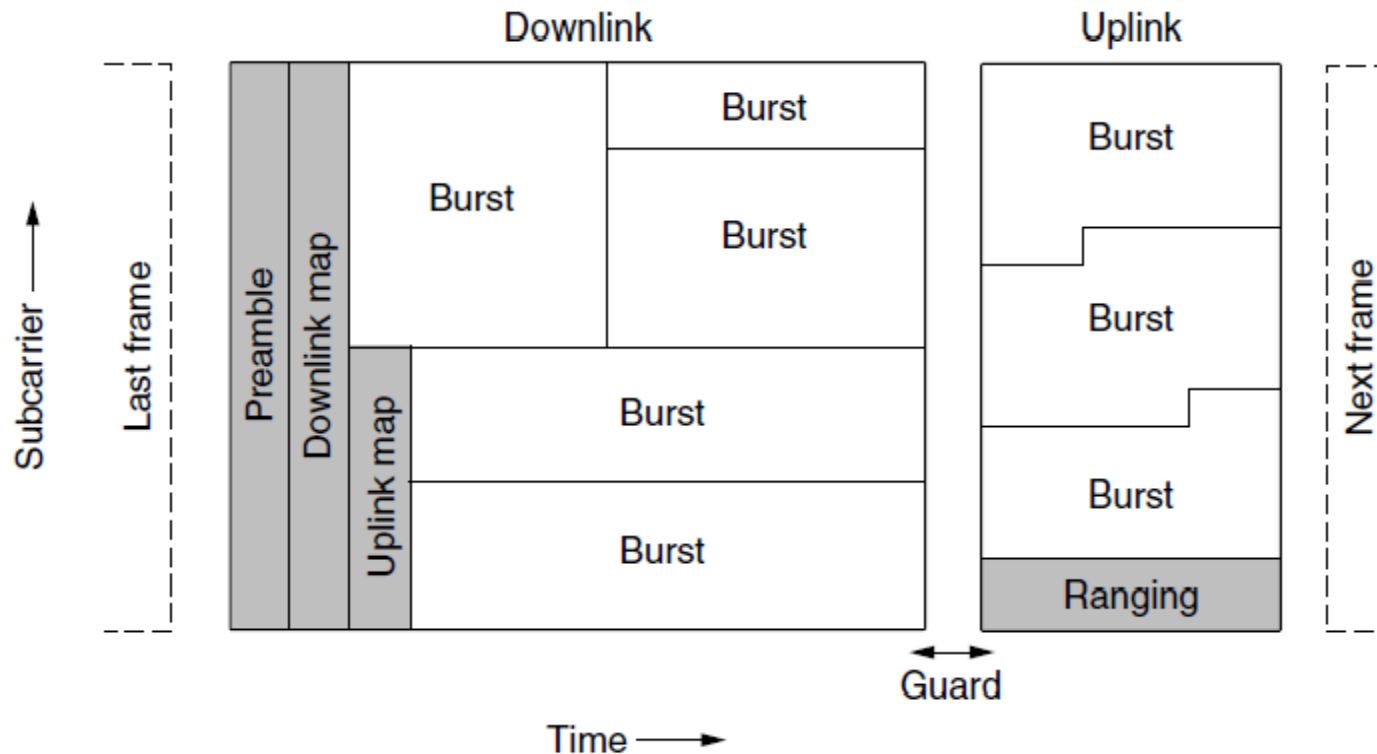 Downlink
Uplink
Subcarrier
Last frame
Preamble
Downlink map
Uplink map
Burst
Burst
Burst
Burst
Burst
Burst
Burst
Burst
Ranging
Next frame
Guard
Time